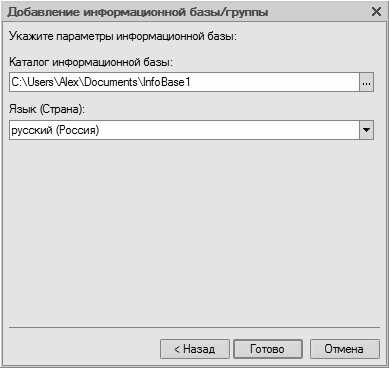 Добавление информационной базы/группы
Укажите параметры информационной базы:
Каталог информационной базы:
C:\Users\Alex\Documents\InfoBase1
...
Язык (Страна):
русский (Россия)
< Назад
Готово
Отмена